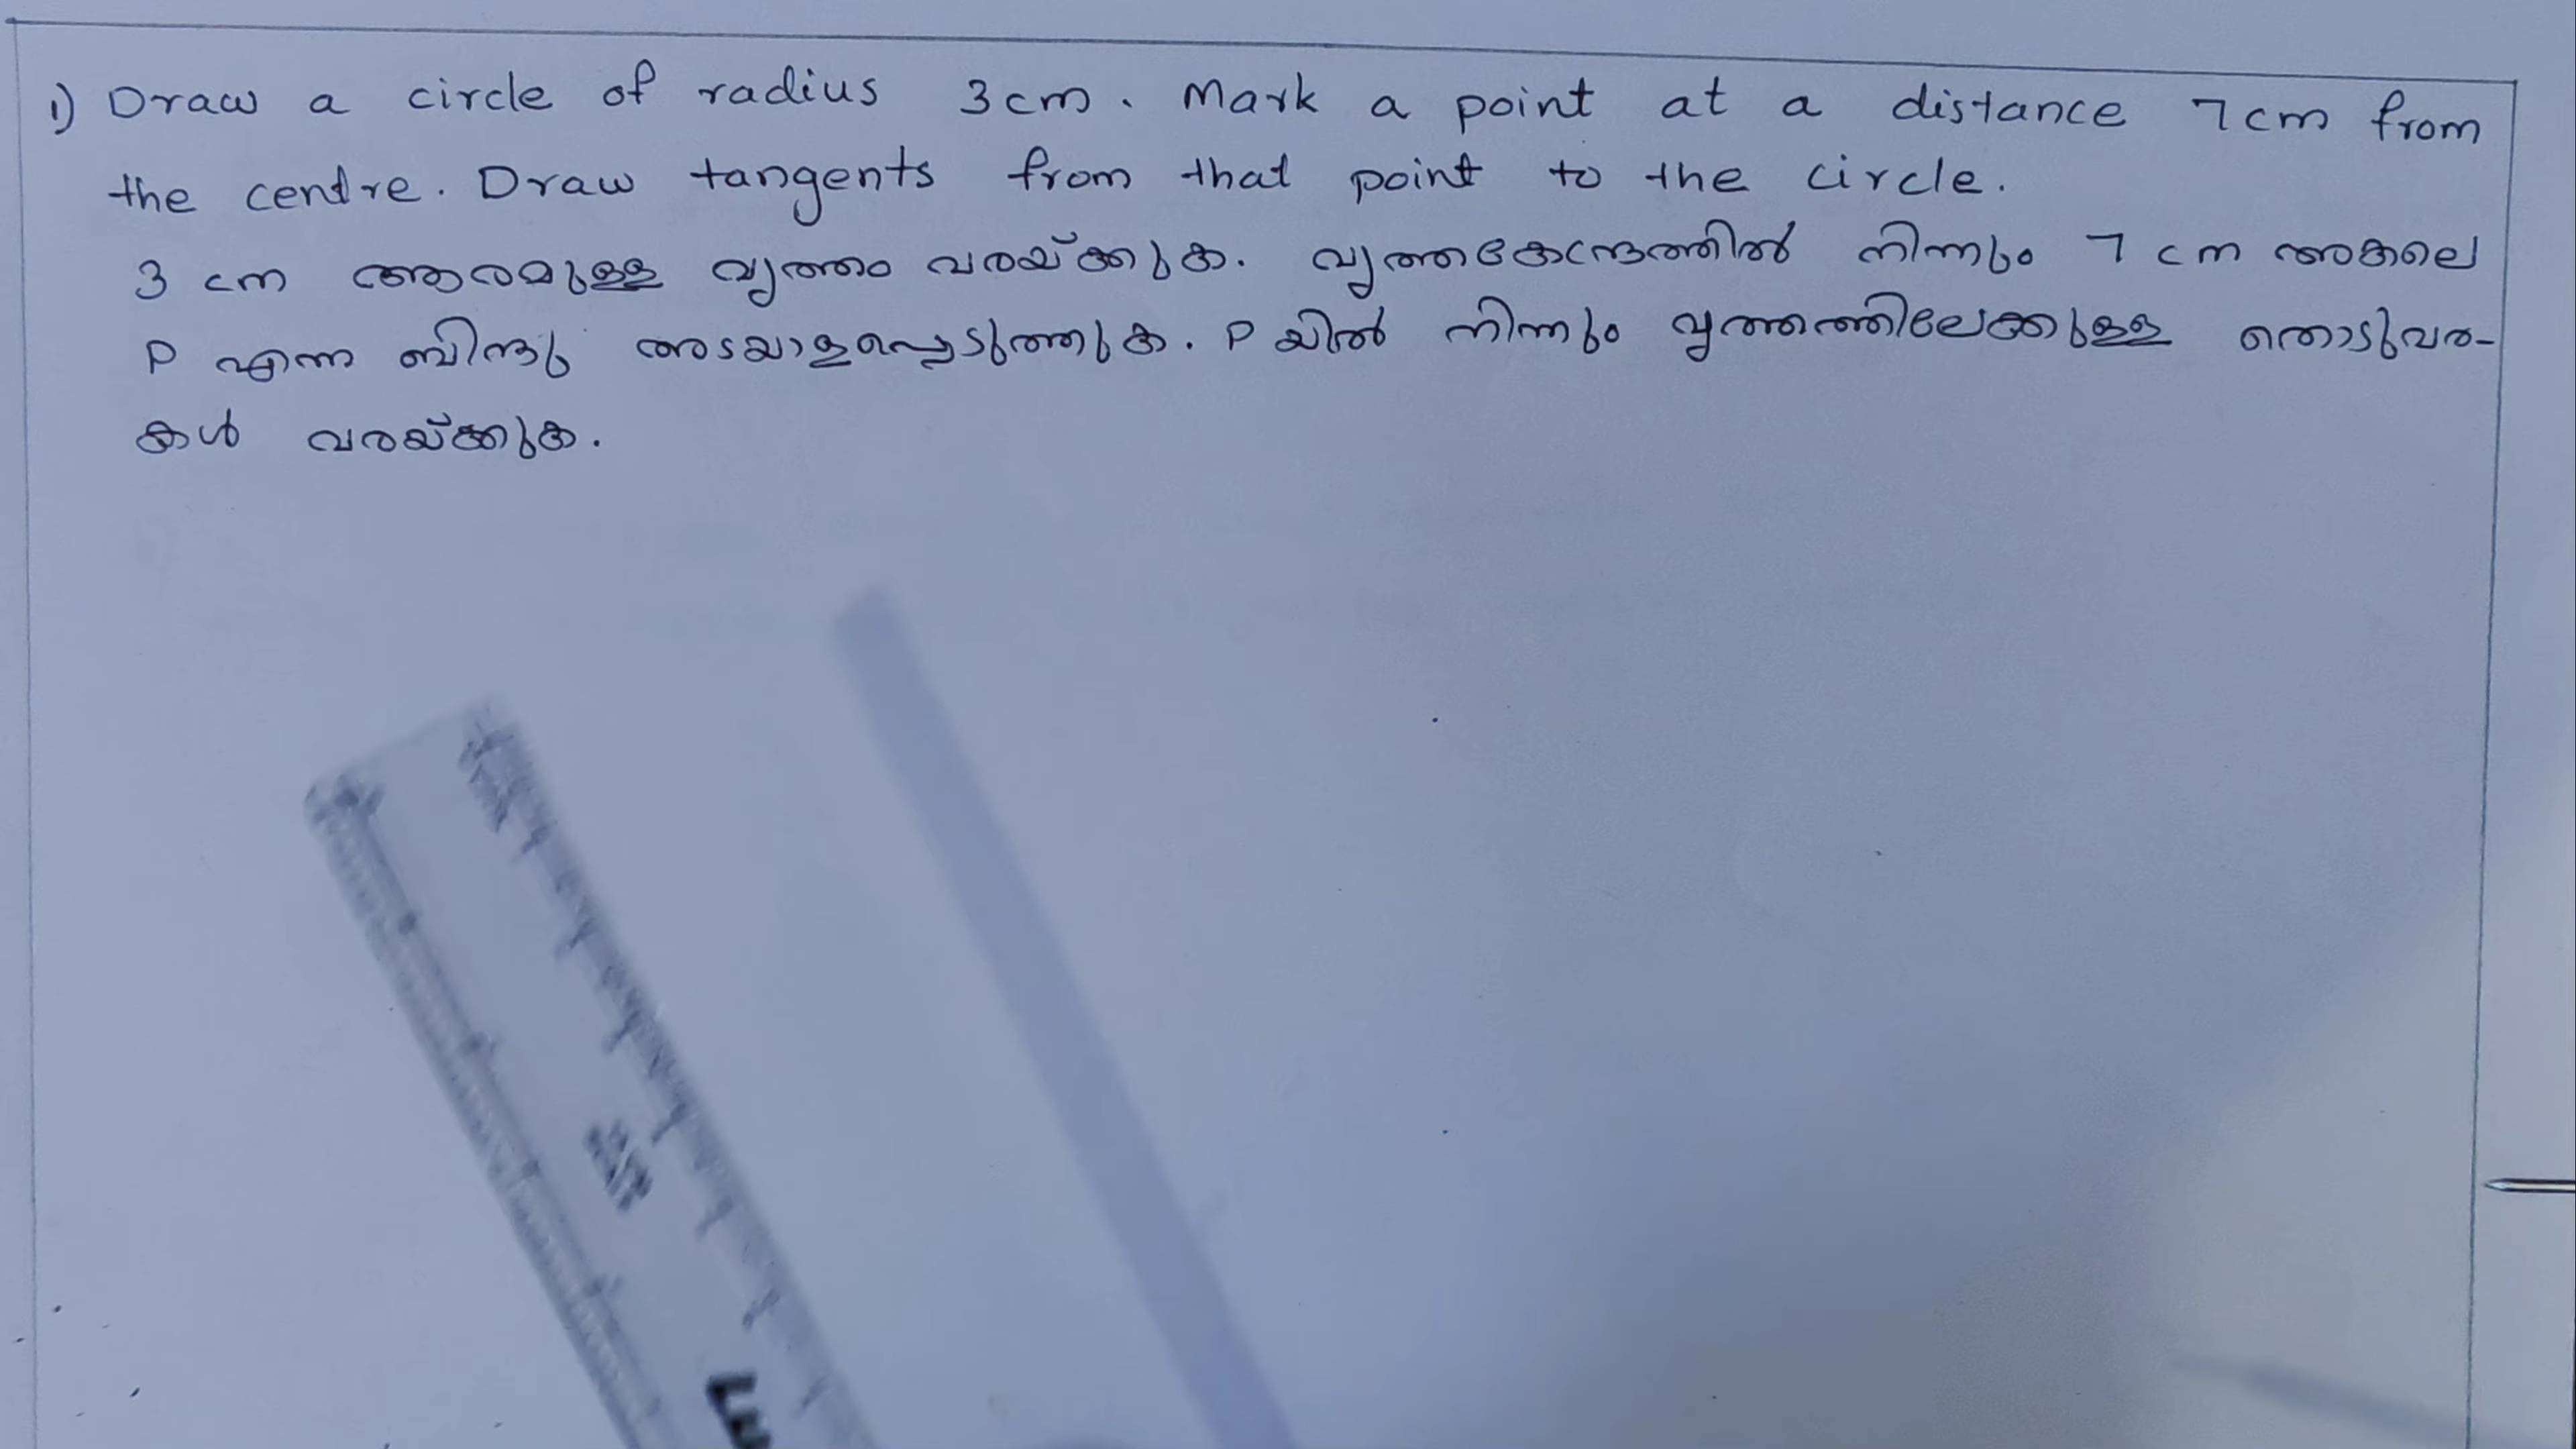 1) Draw a circle of radius 3cm. Mark a point at a distance 7cm from
the centre. Draw tangents from that point to the circle.
3 cm ആരമുള്ള വൃത്തം വരയ്ക്കുക. വൃത്തകേന്ദ്രത്തിൽ നിന്നും 7 cm അകലെ
P എന്ന ബിന്ദു അടയാളപ്പെടുത്തുക. P യിൽ നിന്നും വൃത്തത്തിലേക്കുള്ള തൊടുവര-
കൾ വരയ്ക്കുക.